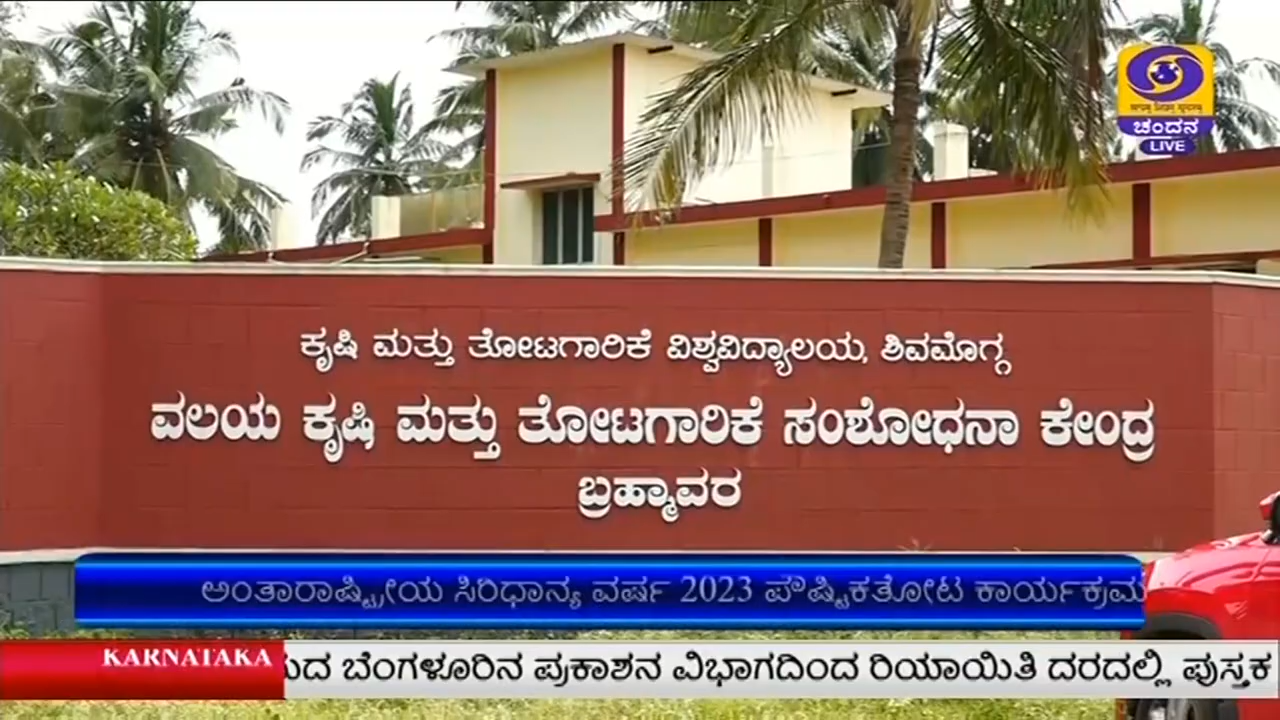 ಚಂದನ
LIVE
ಕೃಷಿ ಮತ್ತು ತೋಟಗಾರಿಕೆ ವಿಶ್ವವಿದ್ಯಾಲಯ, ಶಿವಮೊಗ್ಗ
ವಲಯ ಕೃಷಿ ಮತ್ತು ತೋಟಗಾರಿಕೆ ಸಂಶೋಧನಾ ಕೇಂದ್ರ
ಬ್ರಹ್ಮಾವರ
ಅಂತಾರಾಷ್ಟ್ರೀಯ ಸಿರಿಧಾನ್ಯ ವರ್ಷ 2023 ಪೌಷ್ಟಿಕತೋಟ ಕಾರ್ಯಕ್ರಮ
KARNATAKA ಬೆಂಗಳೂರಿನ ಪ್ರಕಾಶನ ವಿಭಾಗದಿಂದ ರಿಯಾಯಿತಿ ದರದಲ್ಲಿ ಪುಸ್ತಕ